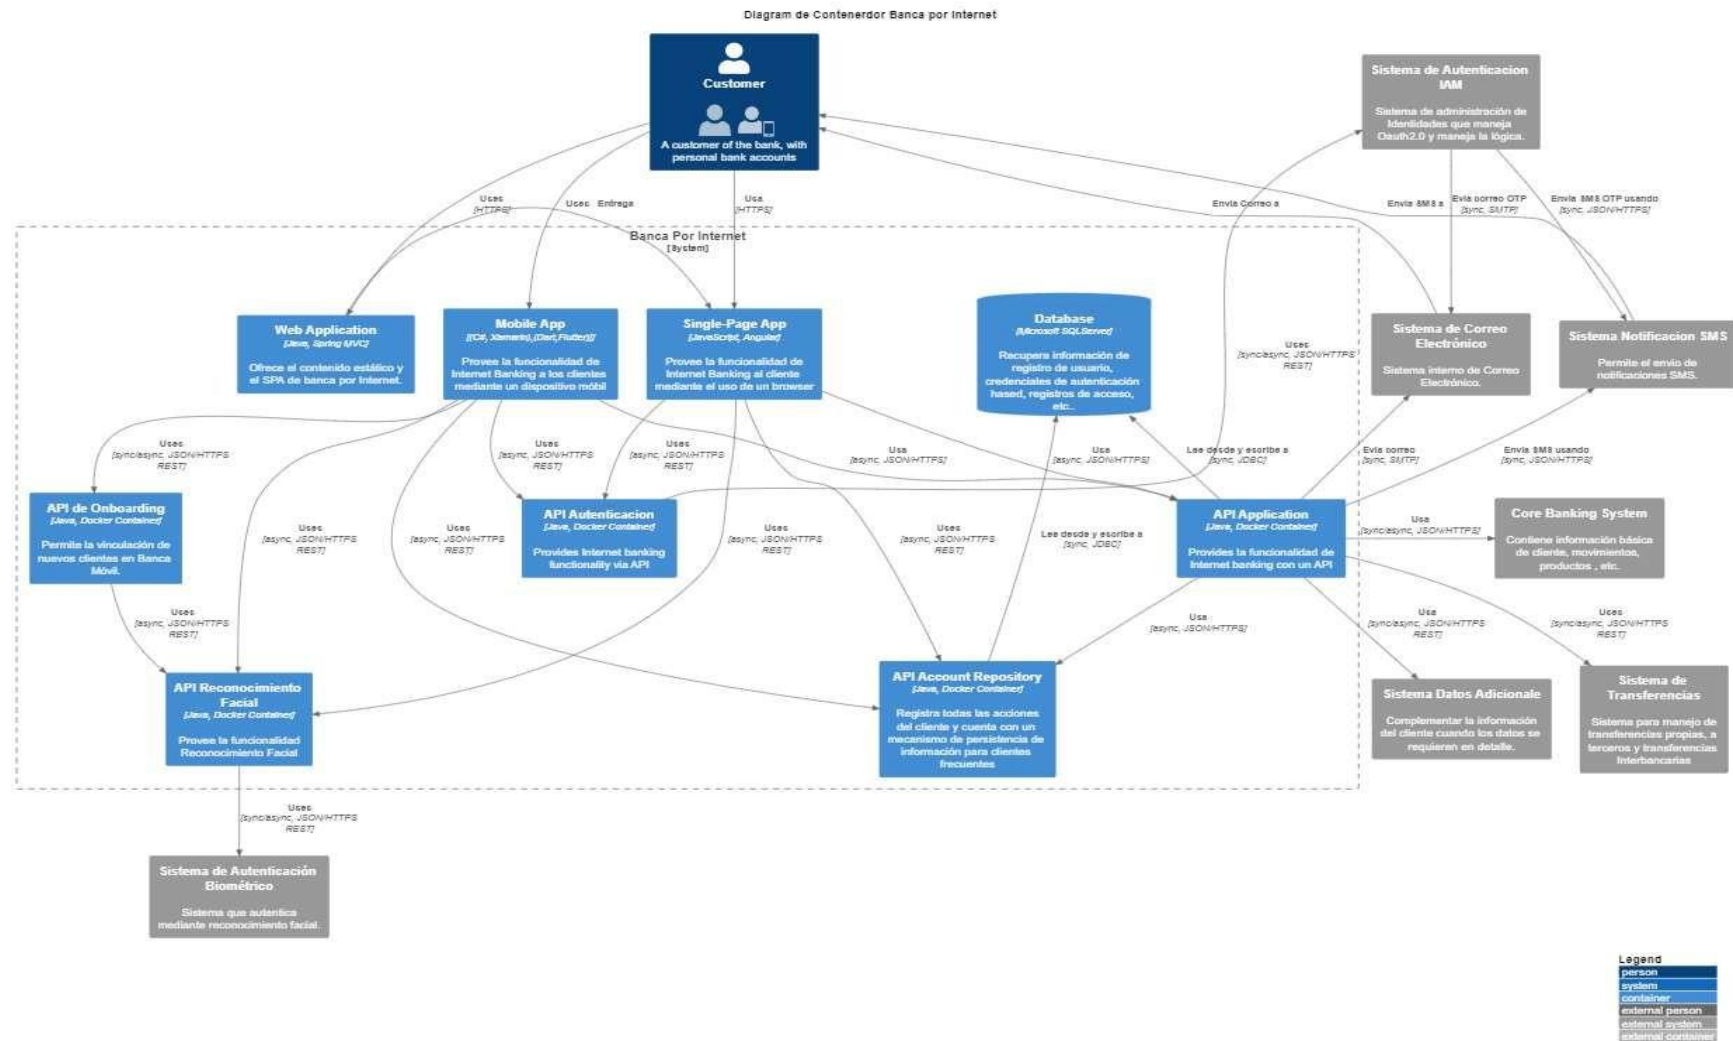 Diagram de Contenerdor Banca por Internet
Customer
A customer of the bank, with
personal bank accounts
Sistema de Autenticacion
IAM
Sistema de administración de
Identidades que maneja
Oauth2.0 y maneja la lógica.
Uses
[HTTPS]
Uses
Entrega
Usa
[HTTPS]
Envia Correo a
Envia SMS a
Evia correo OTP
[sync, SMTP]
Envia SMS OTP usando
[sync, JSON/HTTPS]
Banca Por Internet
[System]
Web Application
[Java, Spring MVC]
Ofrece el contenido estático y
el SPA de banca por Internet.
Mobile App
[(C#, Xamarin),(Dart,Flutter)]
Provee la funcionalidad de
Internet Banking a los clientes
mediante un dispositivo móbil
Single-Page App
[JavaScript, Angular]
Provee la funcionalidad de
Internet Banking al cliente
mediante el uso de un browser
Database
[Microsoft SQLServer]
Recupera información de
registro de usuario,
credenciales de autenticación
hased, registros de acceso,
etc..
Uses
[sync/async, JSON/HTTPS
REST]
Sistema de Correo
Electrónico
Sistema interno de Correo
Electrónico.
Sistema Notificacion SMS
Permite el envio de
notificaciones SMS.
Uses
[sync/async, JSON/HTTPS
REST]
Uses
[async, JSON/HTTPS
REST]
Uses
[async, JSON/HTTPS
REST]
Usa
[async, JSON/HTTPS]
Usa
[async, JSON/HTTPS]
Lee desde y escribe a
[sync, JDBC]
Evia correo
[sync, SMTP]
Envia SMS usando
[sync, JSON/HTTPS]
API de Onboarding
[Java, Docker Container]
Permite la vinculación de
nuevos clientes en Banca
Móvil.
Uses
[async, JSON/HTTPS
REST]
Uses
[async, JSON/HTTPS
REST]
API Autenticacion
[Java, Docker Container]
Provides Internet banking
functionality via API
Uses
[async, JSON/HTTPS
REST]
Uses
[async, JSON/HTTPS
REST]
Lee desde y escribe a
[sync, JDBC]
API Application
[Java, Docker Container]
Provides la funcionalidad de
Internet banking con un API
Usa
[sync/async, JSON/HTTPS]
Core Banking System
Contiene información básica
de cliente, movimientos,
productos , etc.
Uses
[async, JSON/HTTPS
REST]
Usa
[async, JSON/HTTPS]
Usa
[sync/async, JSON/HTTPS
REST]
Uses
[sync/async, JSON/HTTPS
REST]
API Reconocimiento
Facial
[Java, Docker Container]
Provee la funcionalidad
Reconocimiento Facial
API Account Repository
[Java, Docker Container]
Registra todas las acciones
del cliente y cuenta con un
mecanismo de persistencia de
información para clientes
frecuentes
Sistema Datos Adicionale
Complementar la información
del cliente cuando los datos se
requieren en detalle.
Sistema de
Transferencias
Sistema para manejo de
transferencias propias, a
terceros y transferencias
Interbancarias
Uses
[sync/async, JSON/HTTPS
REST]
Sistema de Autenticación
Biométrico
Sistema que autentica
mediante reconocimiento facial.
Legend
person
system
container
external person
external system
external container